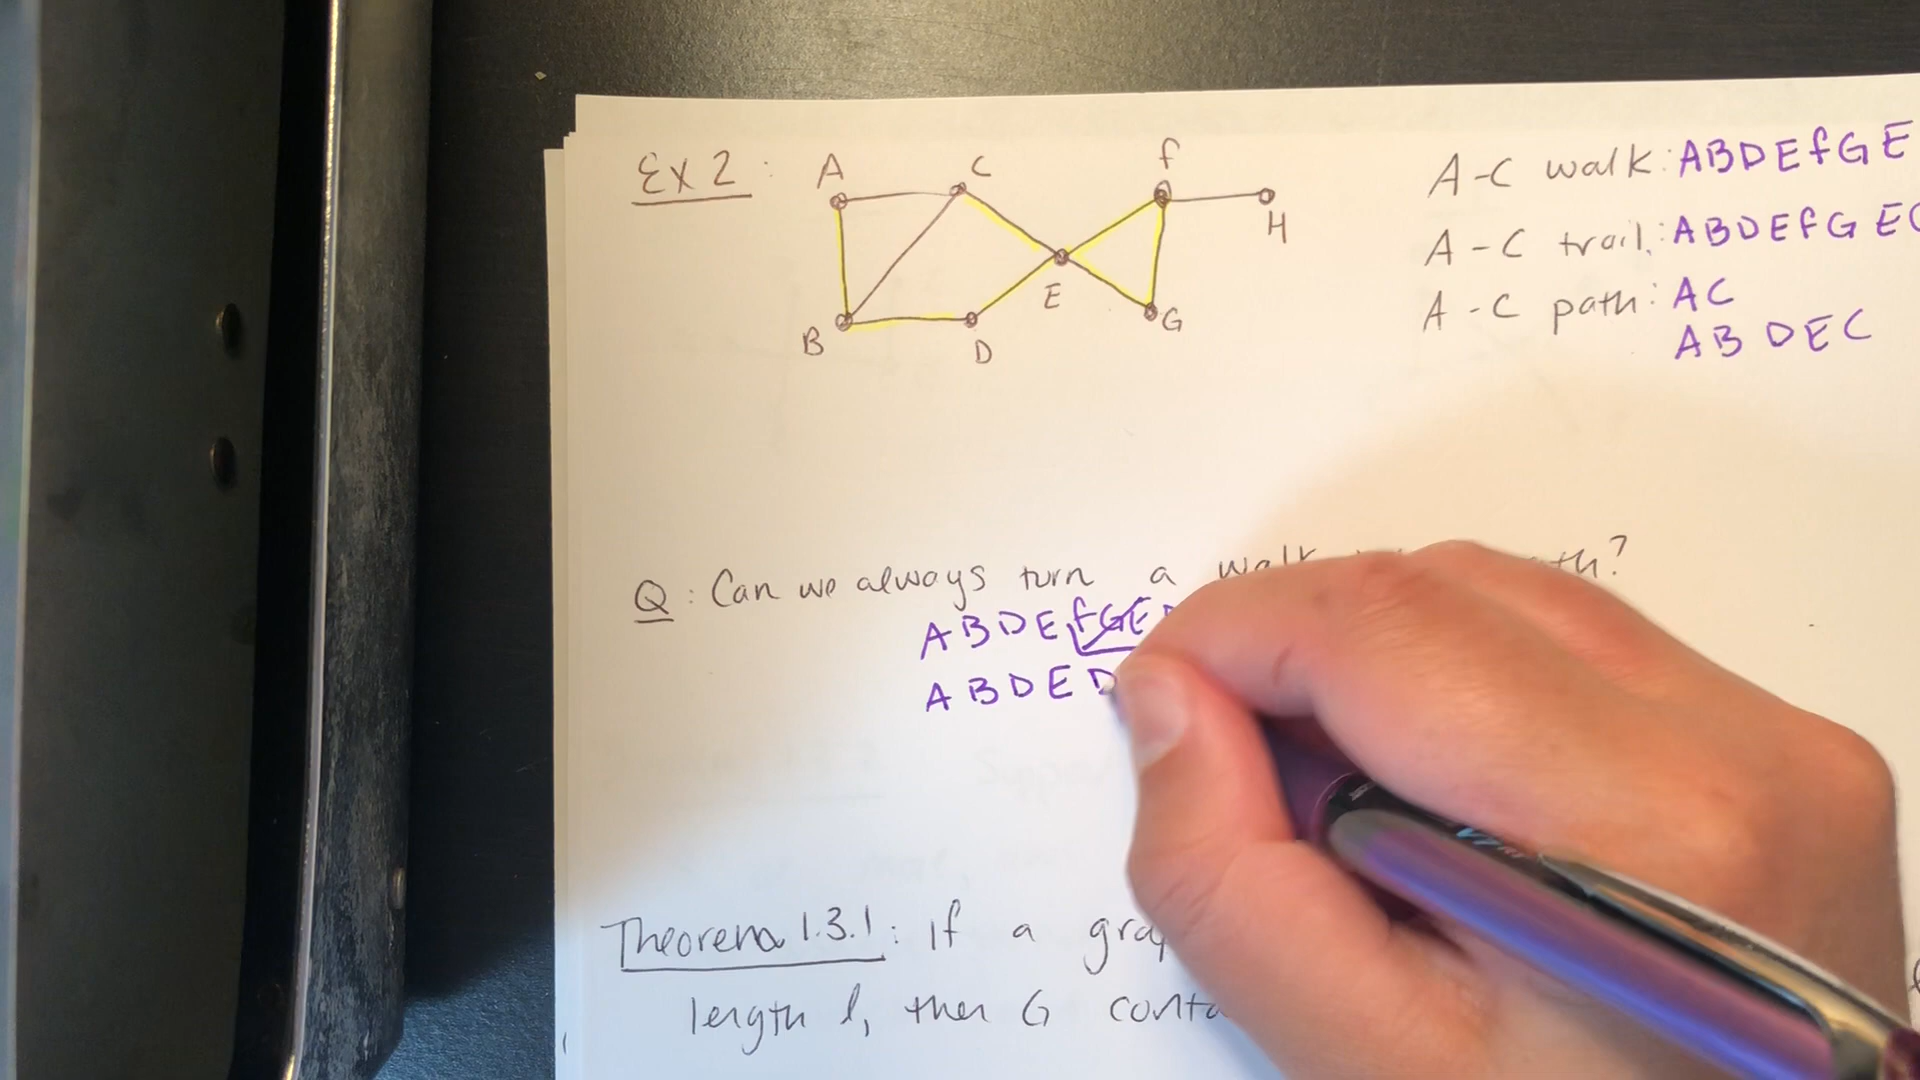 Ex 2:
A C f
H
E
B D G
A-C walk: ABDEfGE
A-C trail: ABDEfGE
A-C path: AC
ABDEC
Q: Can we always turn a walk
ABDEfGE
ABDED
Theorem 1.3.1: If a
length l, then G